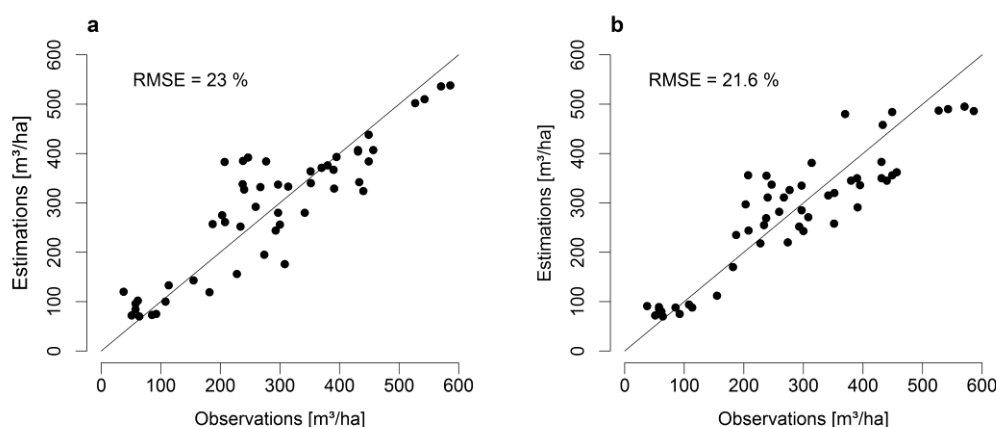 a
RMSE = 23 %
Estimations [m³/ha]
600
500
400
300
200
100
0
0 100 200 300 400 500 600
Observations [m³/ha]
b
RMSE = 21.6 %
Estimations [m³/ha]
600
500
400
300
200
100
0
0 100 200 300 400 500 600
Observations [m³/ha]